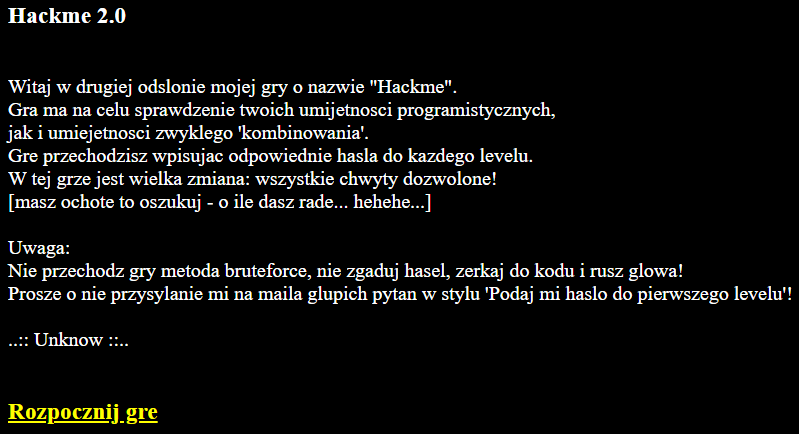 Hackme 2.0
Witaj w drugiej odslonie mojej gry o nazwie "Hackme".
Gra ma na celu sprawdzenie twoich umijetnosci programistycznych,
jak i umiejetnosci zwyklego 'kombinowania'.
Gre przechodzisz wpisujac odpowiednie hasla do kazdego levelu.
W tej grze jest wielka zmiana: wszystkie chwyty dozwolone!
[masz ochote to oszukuj - o ile dasz rade... hehehe...]
Uwaga:
Nie przechodz gry metoda bruteforce, nie zgaduj hasel, zerkaj do kodu i rusz glowa!
Prosze o nie przysylanie mi na maila glupich pytan w stylu 'Podaj mi haslo do pierwszego levelu'!
..:: Unknow ::..
Rozpocznij gre